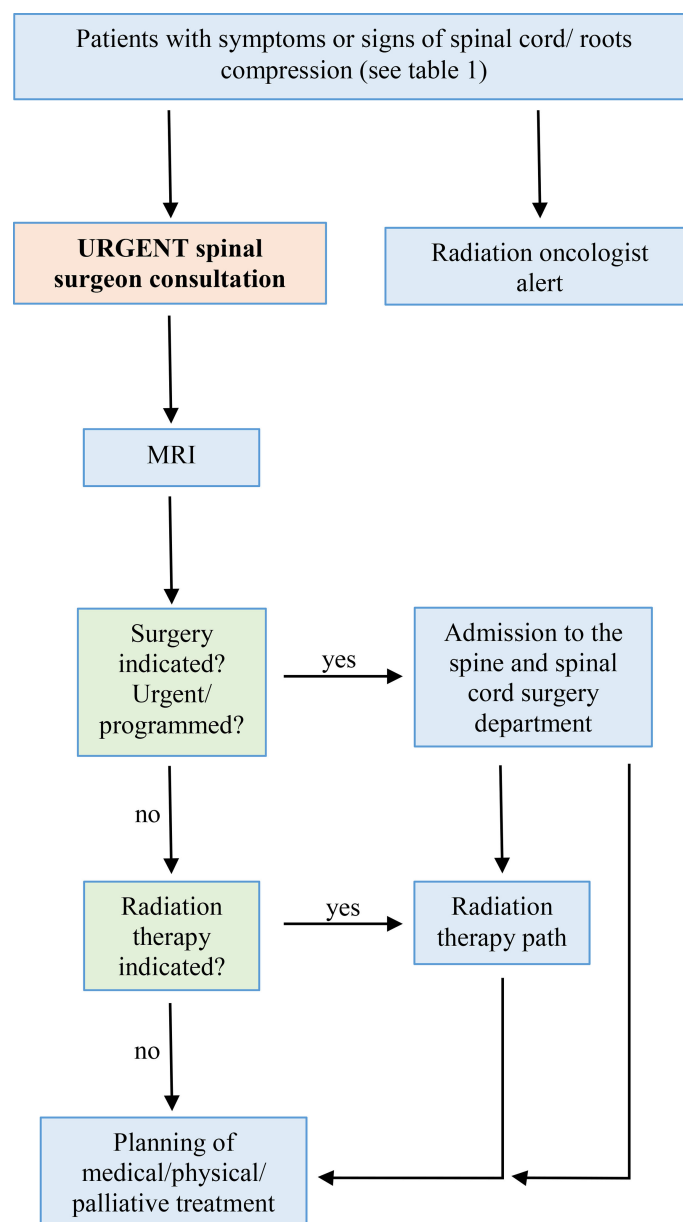 Patients with symptoms or signs of spinal cord/ roots
compression (see table 1)
URGENT spinal
surgeon consultation
Radiation oncologist
alert
MRI
Surgery
indicated?
Urgent/
programmed?
yes
Admission to the
spine and spinal
cord surgery
department
no
Radiation
therapy
indicated?
yes
Radiation
therapy path
no
Planning of
medical/physical/
palliative treatment